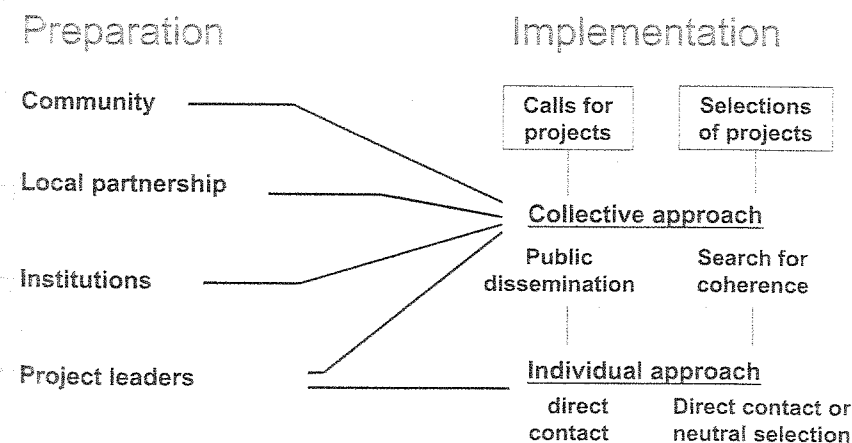 Preparation
Implementation
Community
Calls for
projects
Selections
of projects
Local partnership
Collective approach
Public
dissemination
Search for
coherence
Institutions
Project leaders
Individual approach
direct
contact
Direct contact or
neutral selection